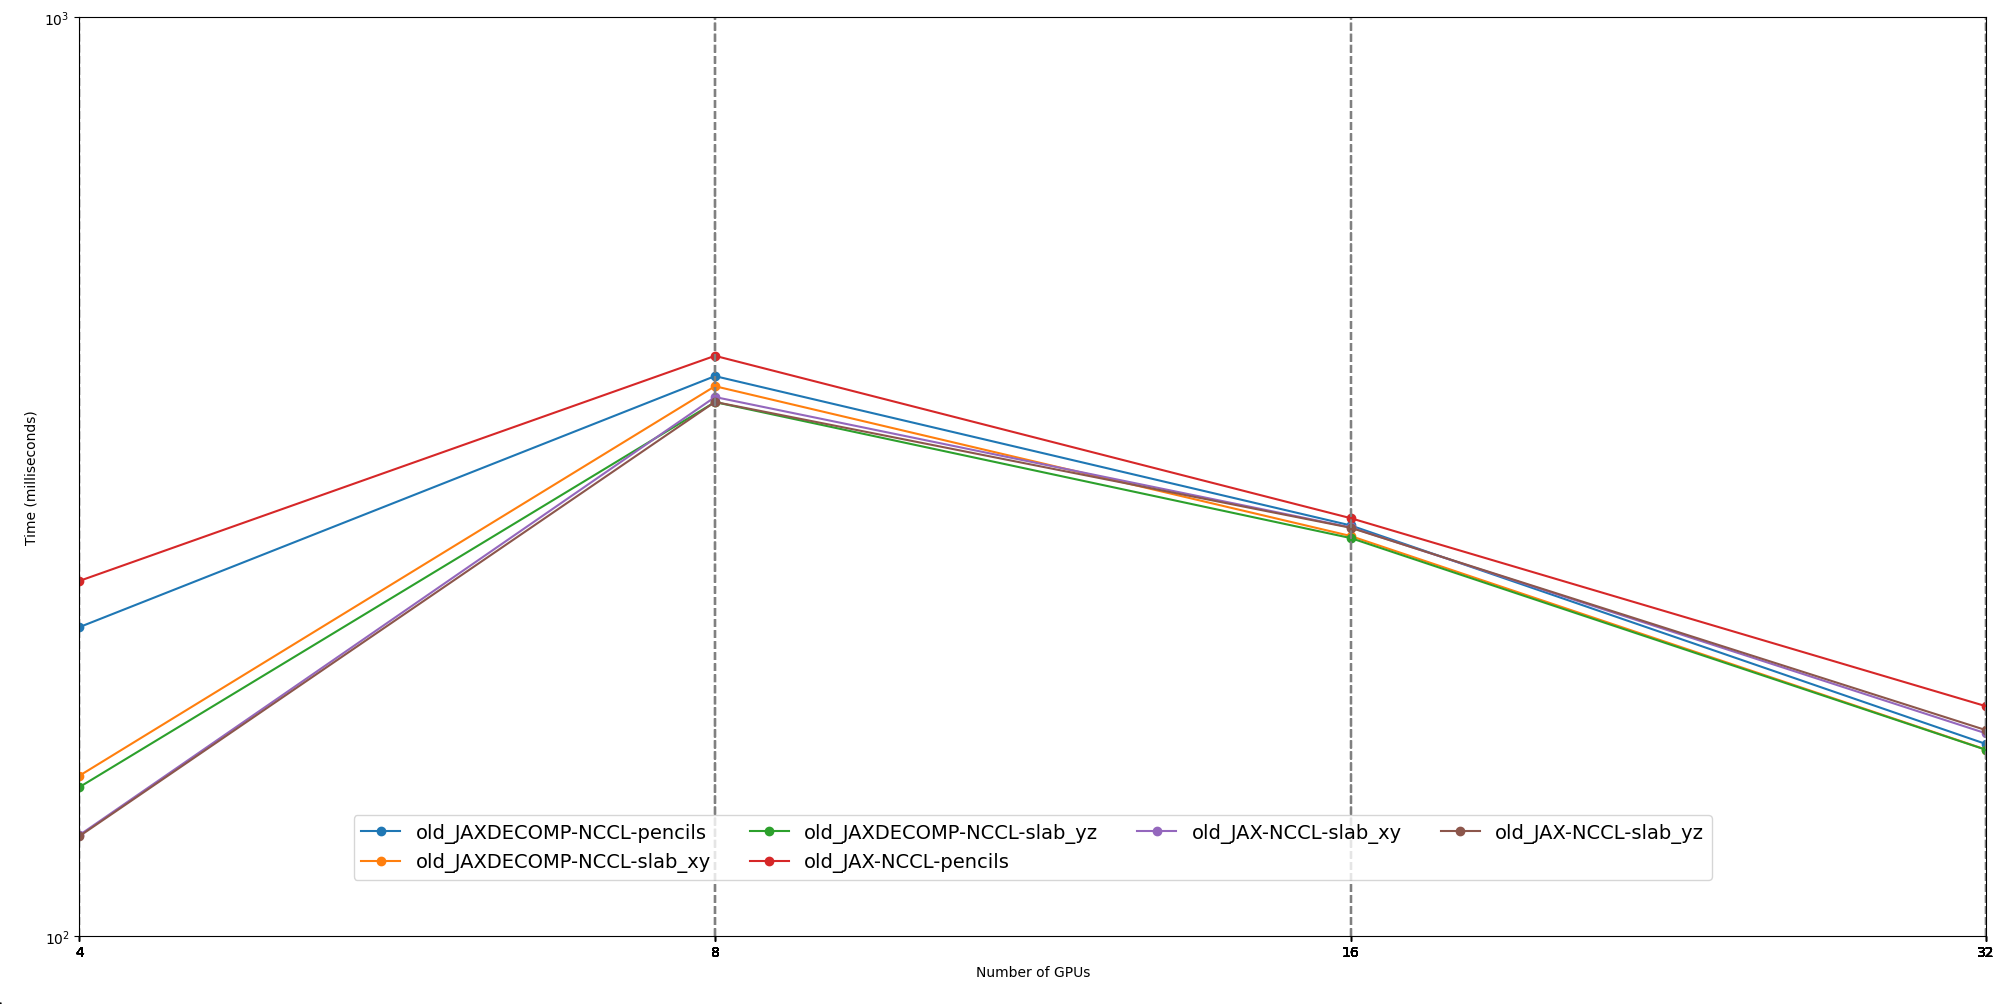 10³
Time (milliseconds)
old_JAXDECOMP-NCCL-pencils
old_JAXDECOMP-NCCL-slab_xy
old_JAXDECOMP-NCCL-slab_yz
old_JAX-NCCL-pencils
old_JAX-NCCL-slab_xy
old_JAX-NCCL-slab_yz
10²
4 8 16 32
Number of GPUs